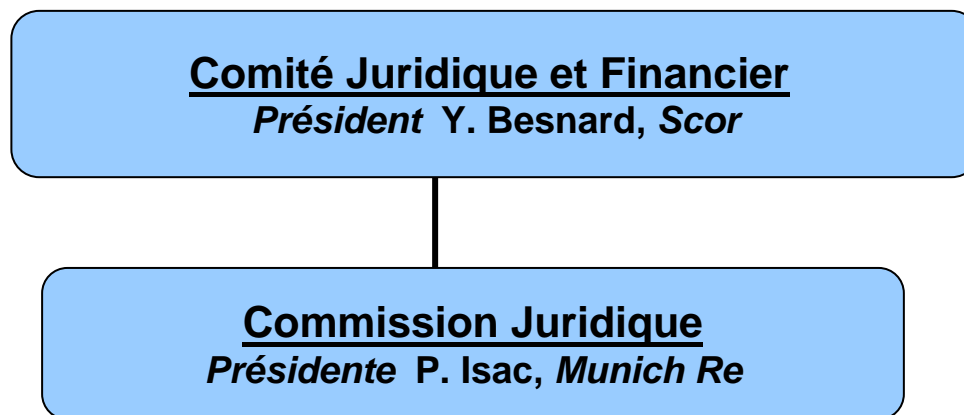 Comité Juridique et Financier
Président Y. Besnard, Scor
Commission Juridique
Présidente P. Isac, Munich Re